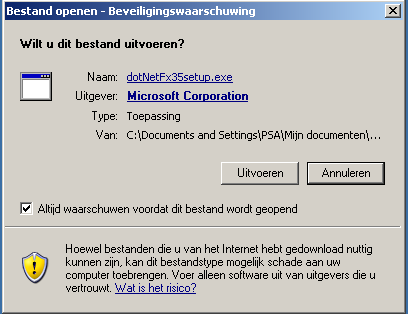 Bestand openen - Beveiligingswaarschuwing
Wilt u dit bestand uitvoeren?
Naam: dotNetFx35setup.exe
Uitgever: Microsoft Corporation
Type: Toepassing
Van: C:\Documents and Settings\PSA\Mijn documenten\...
Uitvoeren Annuleren
Altijd waarschuwen voordat dit bestand wordt geopend
Hoewel bestanden die u van het Internet hebt gedownload nuttig
kunnen zijn, kan dit bestandstype mogelijk schade aan uw
computer toebrengen. Voer alleen software uit van uitgevers die u
vertrouwt. Wat is het risico?